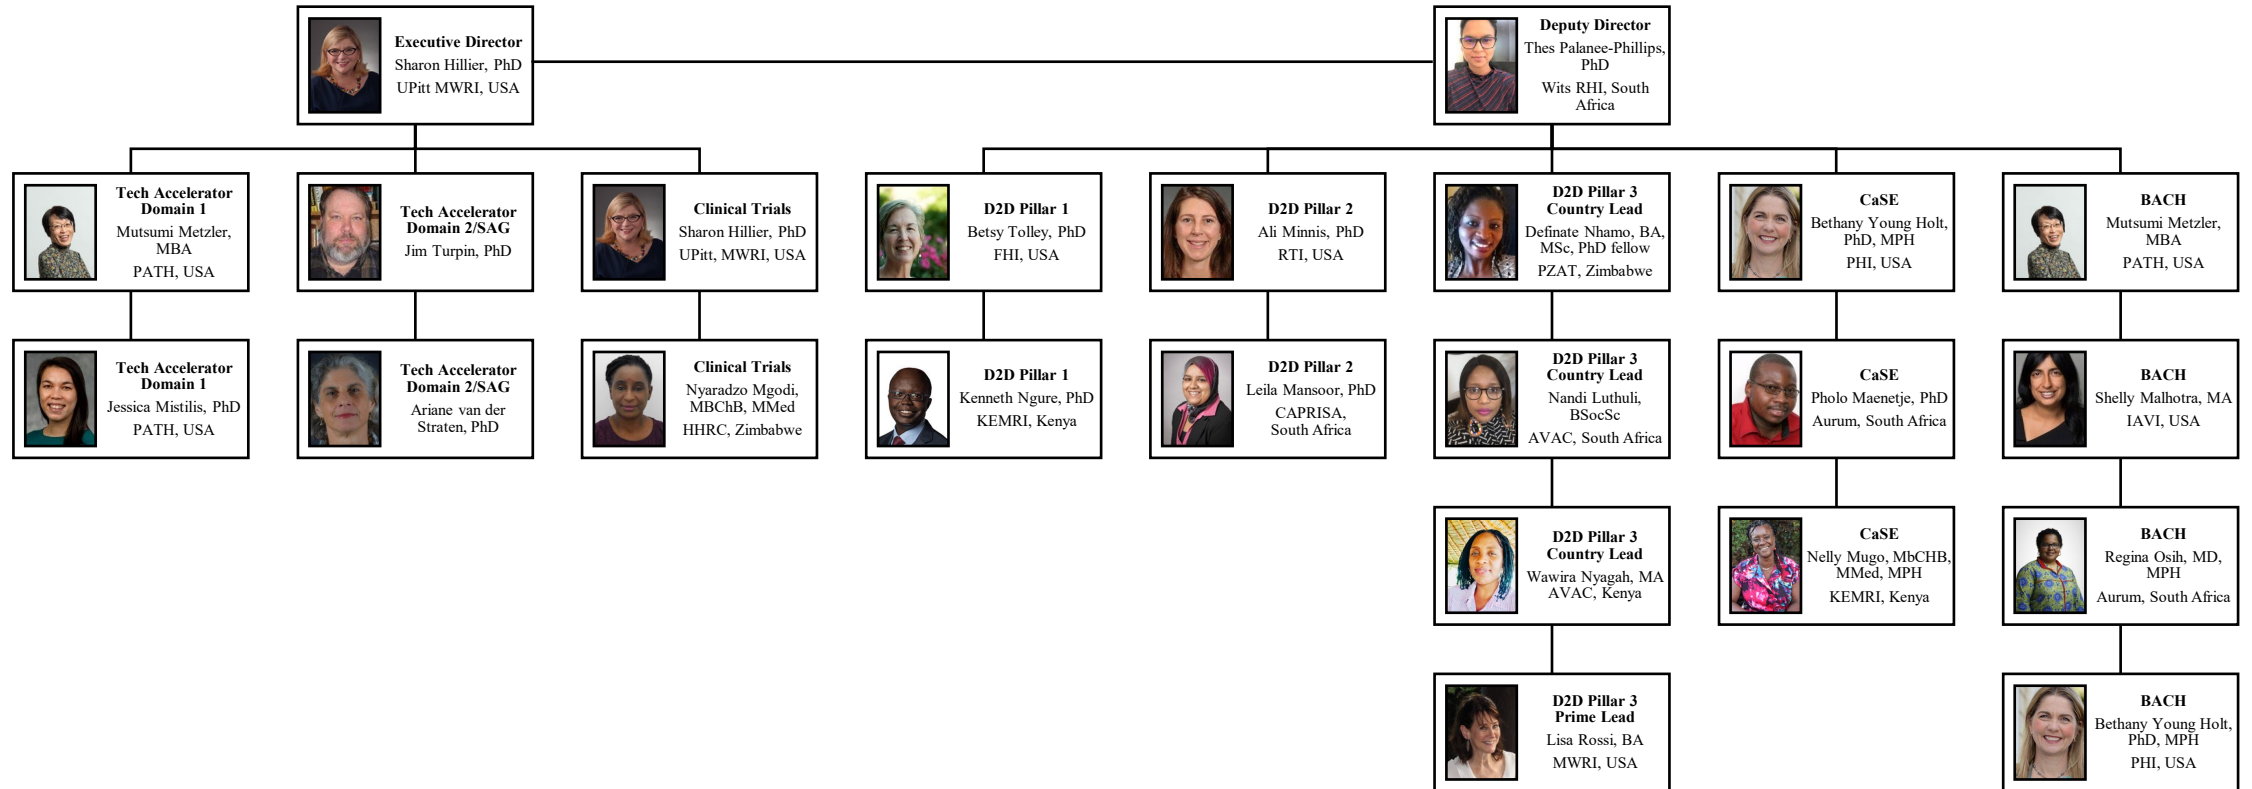 Executive Director
Sharon Hillier, PhD
UPitt MWRI, USA
Deputy Director
Thes Palanee-Phillips,
PhD
Wits RHI, South
Africa
Tech Accelerator
Domain 1
Mutsumi Metzler,
MBA
PATH, USA
Tech Accelerator
Domain 2/SAG
Jim Turpin, PhD
Clinical Trials
Sharon Hillier, PhD
UPitt, MWRI, USA
D2D Pillar 1
Betsy Tolley, PhD
FHI, USA
D2D Pillar 2
Ali Minnis, PhD
RTI, USA
D2D Pillar 3
Country Lead
Definate Nhamo, BA,
MSc, PhD fellow
PZAT, Zimbabwe
CaSE
Bethany Young Holt,
PhD, MPH
PHI, USA
BACH
Mutsumi Metzler,
MBA
PATH, USA
Tech Accelerator
Domain 1
Jessica Mistilis, PhD
PATH, USA
Tech Accelerator
Domain 2/SAG
Ariane van der
Straten, PhD
Clinical Trials
Nyaradzo Mgodi,
MBChB, MMed
HHRC, Zimbabwe
D2D Pillar 1
Kenneth Ngure, PhD
KEMRI, Kenya
D2D Pillar 2
Leila Mansoor, PhD
CAPRISA,
South Africa
D2D Pillar 3
Country Lead
Nandi Luthuli,
BSocSc
AVAC, South Africa
CaSE
Pholo Maenetje, PhD
Aurum, South Africa
BACH
Shelly Malhotra, MA
IAVI, USA
D2D Pillar 3
Country Lead
Wawira Nyagah, MA
AVAC, Kenya
CaSE
Nelly Mugo, MbCHB,
MMed, MPH
KEMRI, Kenya
BACH
Regina Osih, MD,
MPH
Aurum, South Africa
D2D Pillar 3
Prime Lead
Lisa Rossi, BA
MWRI, USA
BACH
Bethany Young Holt,
PhD, MPH
PHI, USA